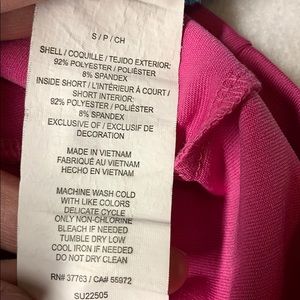 S / P / CH
SHELL / COQUILLE / TEJIDO EXTERIOR:
92% POLYESTER / POLIÉSTER
8% SPANDEX
INSIDE SHORT / L'INTÉRIEUR À COURT /
SHORT INTERIOR:
92% POLYESTER / POLIÉSTER
8% SPANDEX
EXCLUSIVE OF / EXCLUSIF DE
DECORATION
MADE IN VIETNAM
FABRIQUÉ AU VIETNAM
HECHO EN VIETNAM
MACHINE WASH COLD
WITH LIKE COLORS
DELICATE CYCLE
ONLY NON-CHLORINE
BLEACH IF NEEDED
TUMBLE DRY LOW
COOL IRON IF NEEDED
DO NOT DRY CLEAN
RN# 37763 / CA# 55972
SU22505